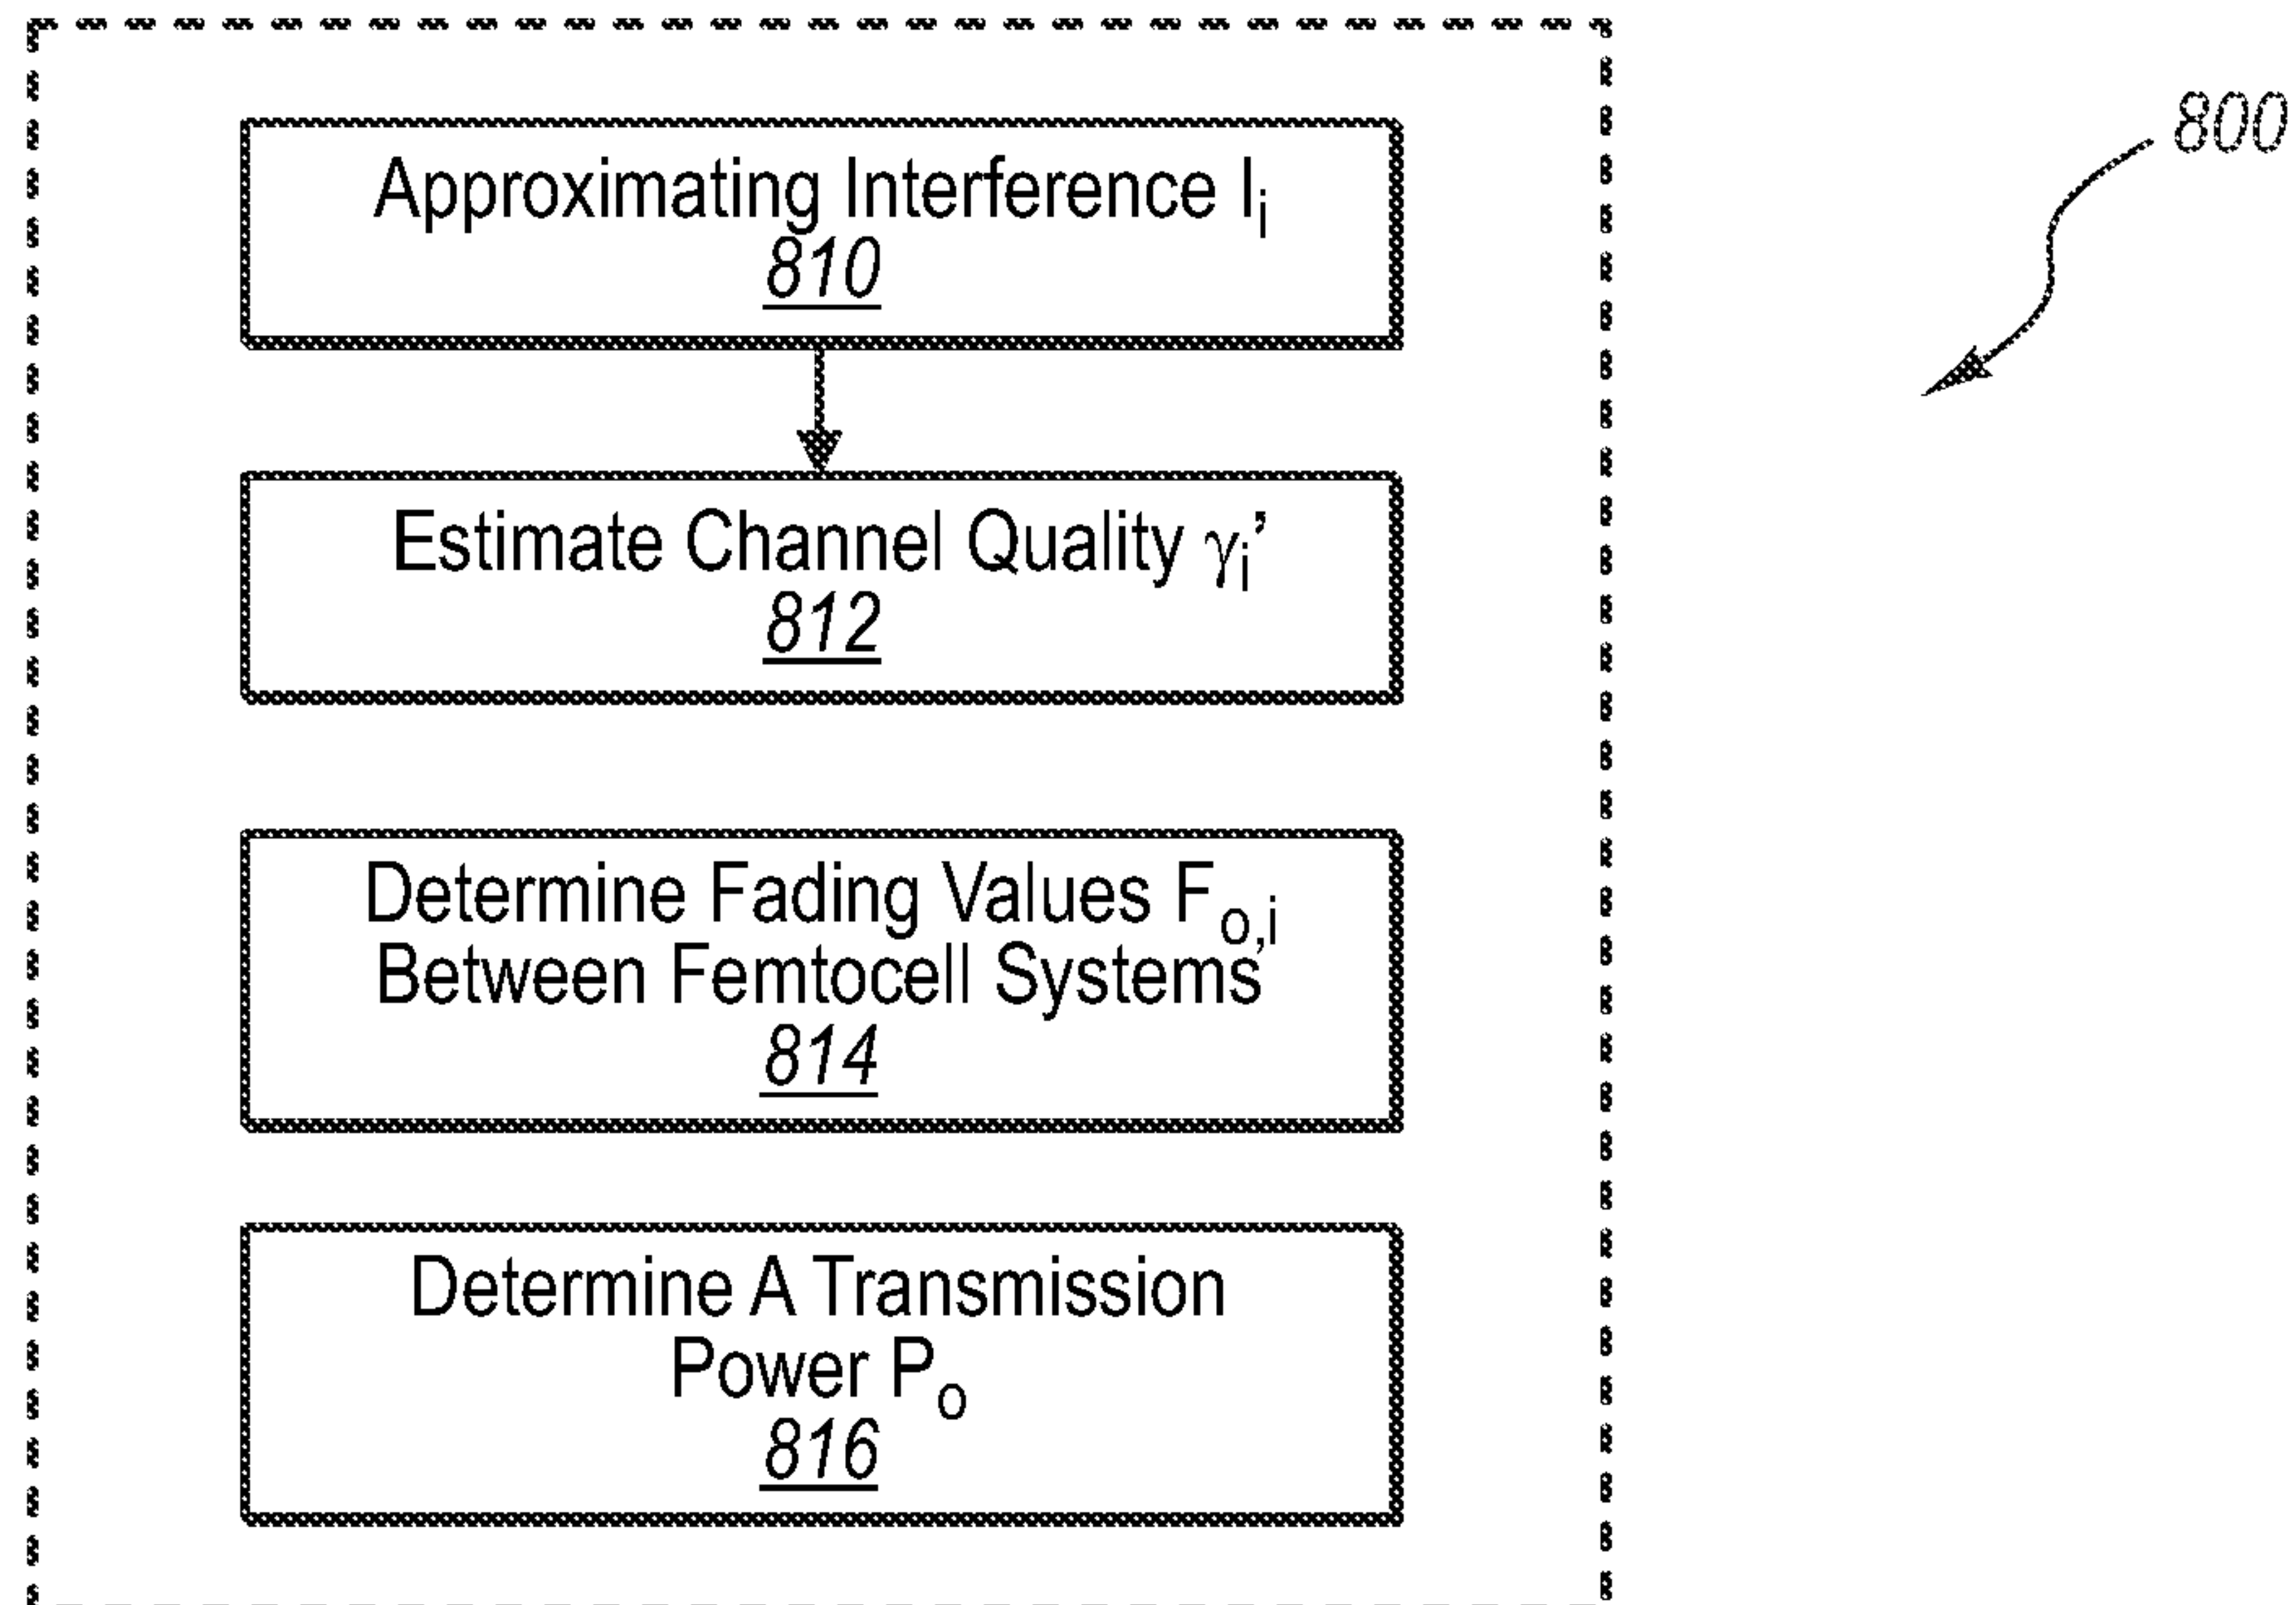 800
Approximating Interference Iᵢ
810
Estimate Channel Quality γᵢ’
812
Determine Fading Values Fₒ,ᵢ
Between Femtocell Systems
814
Determine A Transmission
Power Pₒ
816